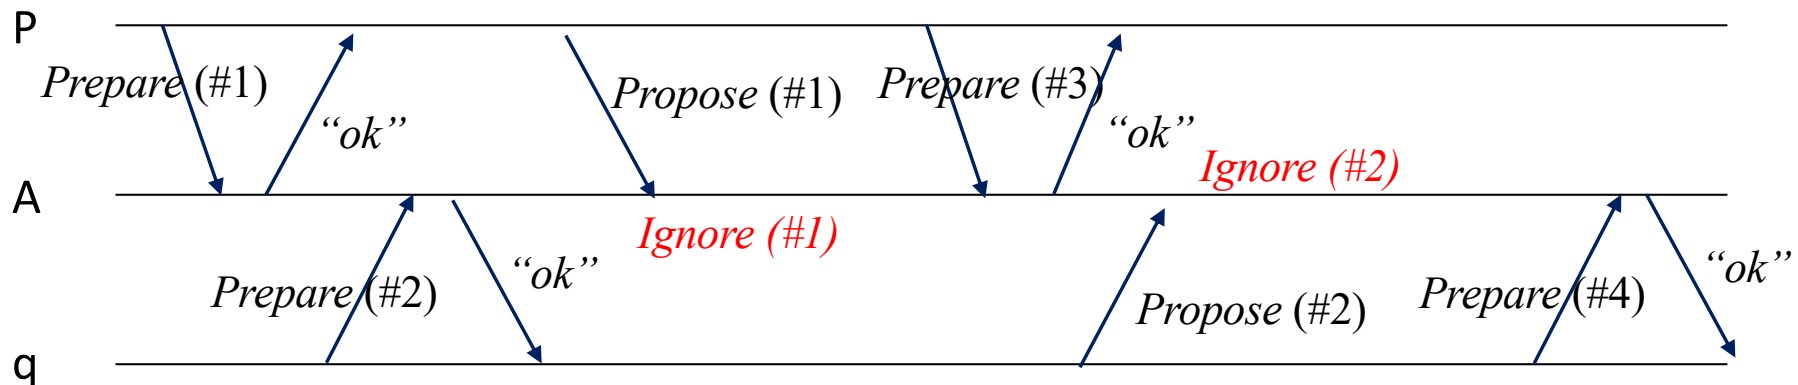 P
Prepare (#1)
“ok”
Propose (#1)
Prepare (#3)
“ok”
Ignore (#2)
A
Ignore (#1)
Prepare (#2)
“ok”
Propose (#2)
Prepare (#4)
“ok”
q